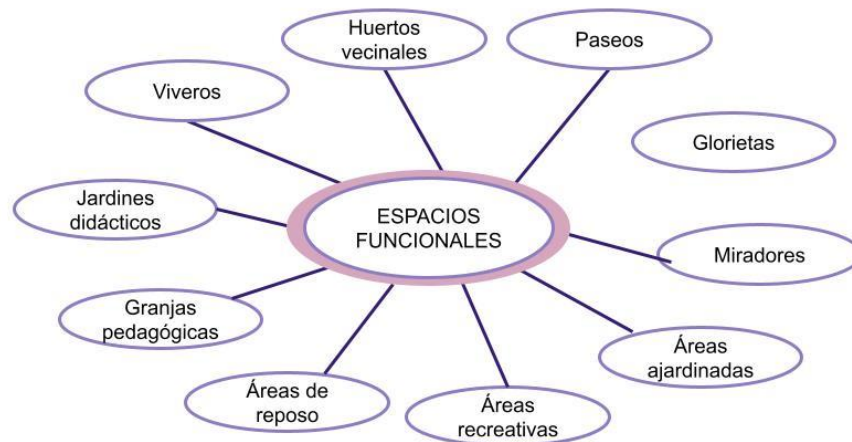 Huertos
vecinales
Paseos
Viveros
Glorietas
Jardines
didácticos
ESPACIOS
FUNCIONALES
Miradores
Granjas
pedagógicas
Áreas
ajardinadas
Áreas de
reposo
Áreas
recreativas